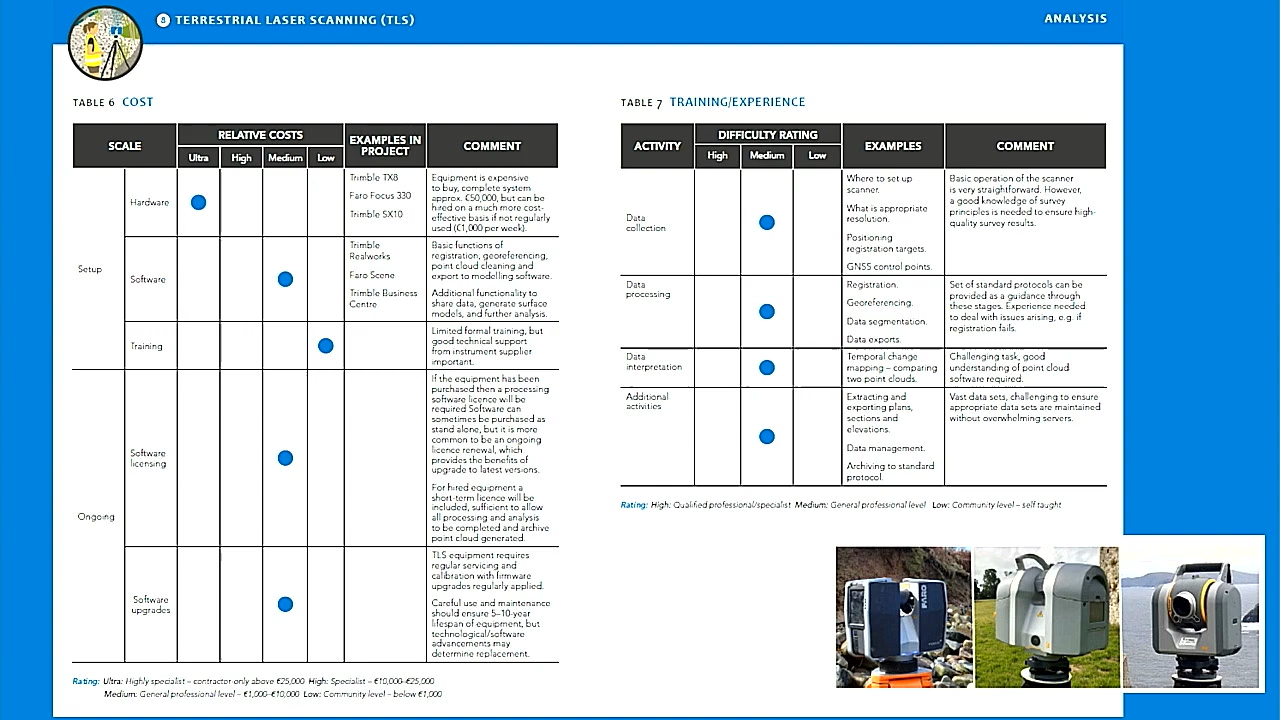 8 TERRESTRIAL LASER SCANNING (TLS)
ANALYSIS
TABLE 6 COST
SCALE
RELATIVE COSTS
EXAMPLES IN
PROJECT
COMMENT
Ultra
High
Medium
Low
Setup
Hardware
Trimble TX8
Faro Focus 330
Trimble SX10
Equipment is expensive
to buy, complete system
approx. €50,000, but can be
hired on a much more cost-
effective basis if not regularly
used (€1,000 per week).
Software
Trimble
Realworks
Faro Scene
Trimble Business
Centre
Basic functions of
registration, georeferencing,
point cloud cleaning and
export to modelling software.
Additional functionality to
share data, generate surface
models, and further analysis.
Training
Limited formal training, but
good technical support
from instrument supplier
important.
Ongoing
Software
licensing
If the equipment has been
purchased then a processing
software licence will be
required Software can
sometimes be purchased as
stand alone, but it is more
common to be an ongoing
licence renewal, which
provides the benefits of
upgrade to latest versions.
For hired equipment a
short-term licence will be
included, sufficient to allow
all processing and analysis
to be completed and archive
point cloud generated.
Software
upgrades
TLS equipment requires
regular servicing and
calibration with firmware
upgrades regularly applied.
Careful use and maintenance
should ensure 5–10-year
lifespan of equipment, but
technological/software
advancements may
determine replacement.
Rating: Ultra: Highly specialist – contractor-only above €25,000 High: Specialist – €10,000–€25,000
Medium: General professional level – €1,000–€10,000 Low: Community level – below €1,000
TABLE 7 TRAINING/EXPERIENCE
ACTIVITY
DIFFICULTY RATING
EXAMPLES
COMMENT
High
Medium
Low
Data
collection
Where to set up
scanner.
What is appropriate
resolution.
Positioning
registration targets.
GNSS control points.
Basic operation of the scanner
is very straightforward. However,
a good knowledge of survey
principles is needed to ensure high-
quality survey results.
Data
processing
Registration.
Georeferencing.
Data segmentation.
Data exports.
Set of standard protocols can be
provided as a guidance through
these stages. Experience needed
to deal with issues arising, e.g. if
registration fails.
Data
interpretation
Temporal change
mapping – comparing
two point clouds.
Challenging task, good
understanding of point cloud
software required.
Additional
activities
Extracting and
exporting plans,
sections and
elevations.
Data management.
Archiving to standard
protocol.
Vast data sets, challenging to ensure
appropriate data sets are maintained
without overwhelming servers.
Rating: High: Qualified professional/specialist Medium: General professional level Low: Community level – self taught
FARO